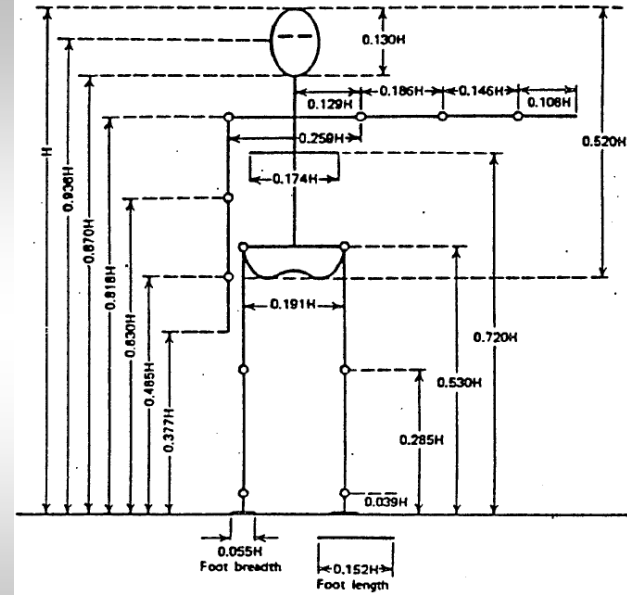 0.130H
0.129H
0.186H
0.146H
0.108H
0.259H
0.520H
0.174H
H
0.936H
0.870H
0.818H
0.630H
0.485H
0.377H
0.191H
0.720H
0.530H
0.285H
0.039H
0.055H
Foot breadth
0.152H
Foot length